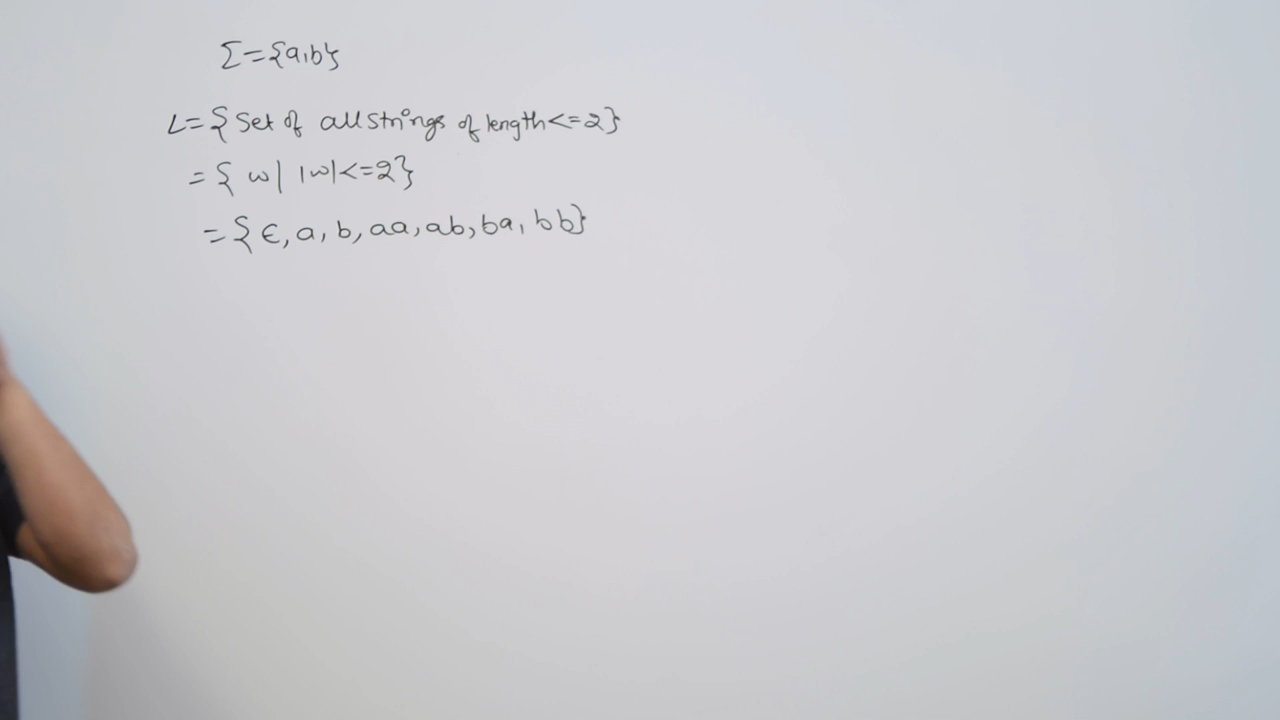 Σ={a,b}
L={Set of all strings of length<=2}
={ w| |w|<=2}
={ϵ, a, b, aa, ab, ba, bb}